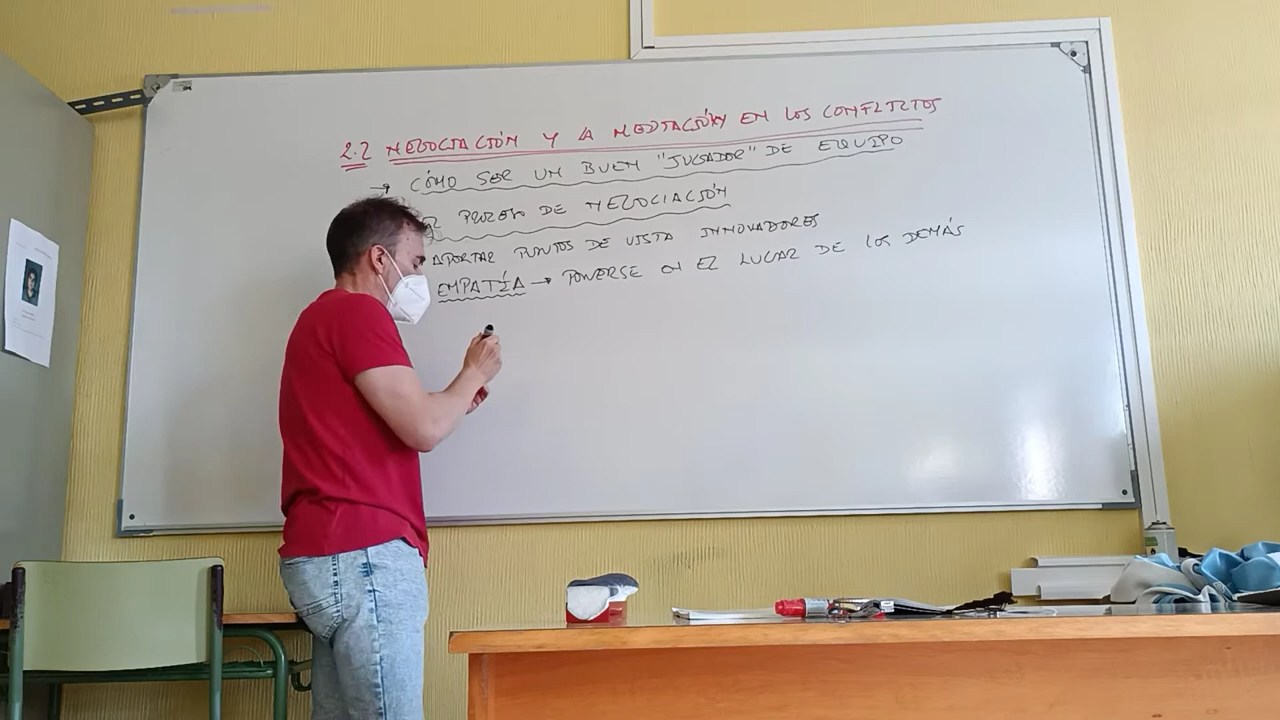 2.2 NEGOCIACIÓN Y LA MEDIACIÓN EN LOS CONFLICTOS
→ CÓMO SER UN BUEN "JUGADOR" DE EQUIPO
EL PROCESO DE NEGOCIACIÓN
APORTAR PUNTOS DE VISTA INNOVADORES
EMPATÍA → PONERSE EN EL LUGAR DE LOS DEMÁS